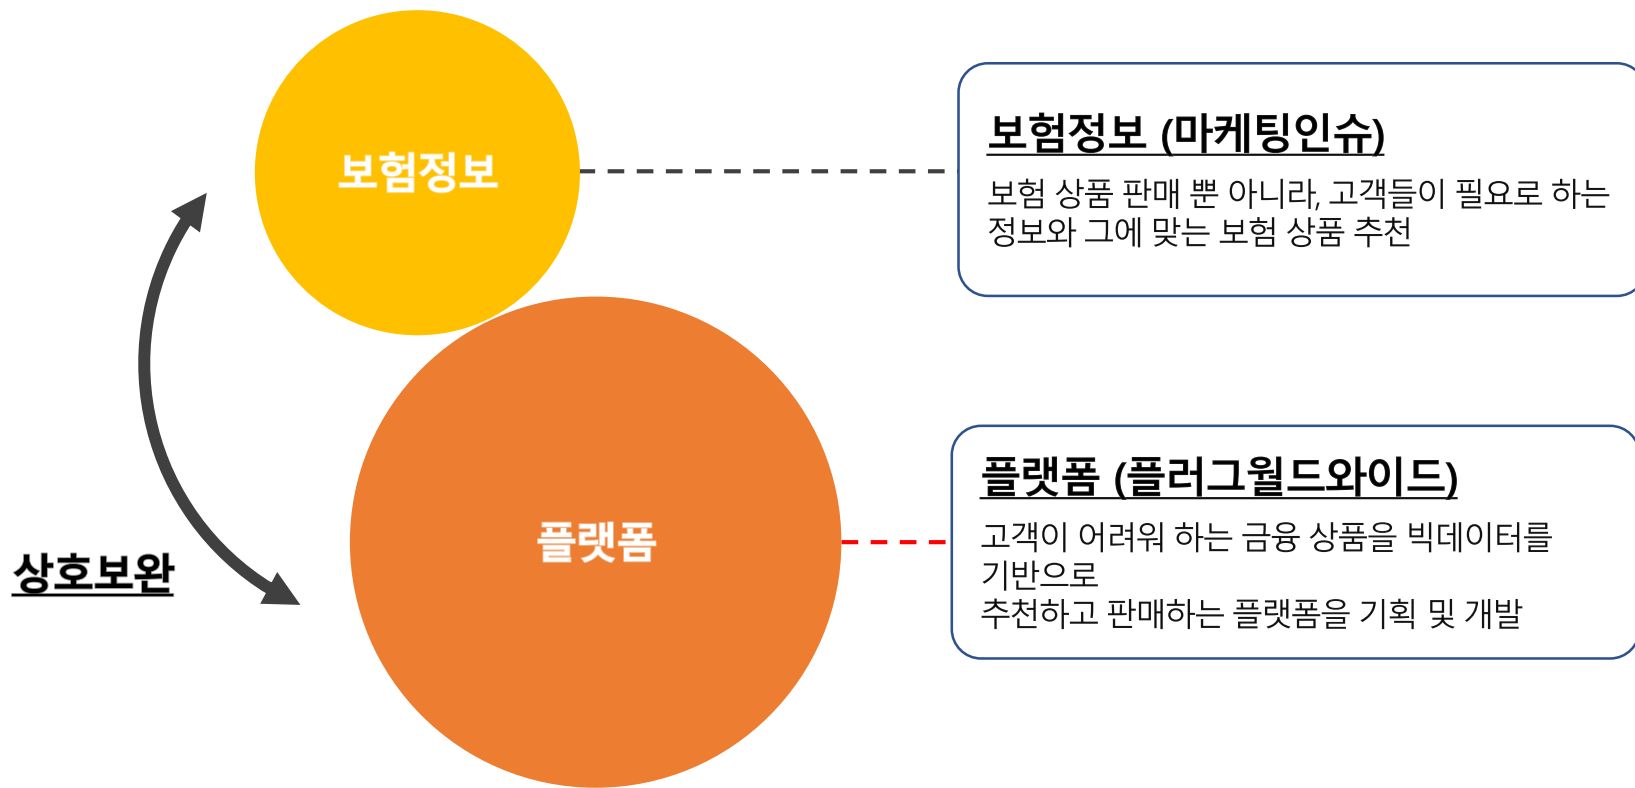 보험정보
보험정보 (마케팅인슈)
보험 상품 판매 뿐 아니라, 고객들이 필요로 하는
정보와 그에 맞는 보험 상품 추천
상호보완
플랫폼
플랫폼 (플러그월드와이드)
고객이 어려워 하는 금융 상품을 빅데이터를
기반으로
추천하고 판매하는 플랫폼을 기획 및 개발